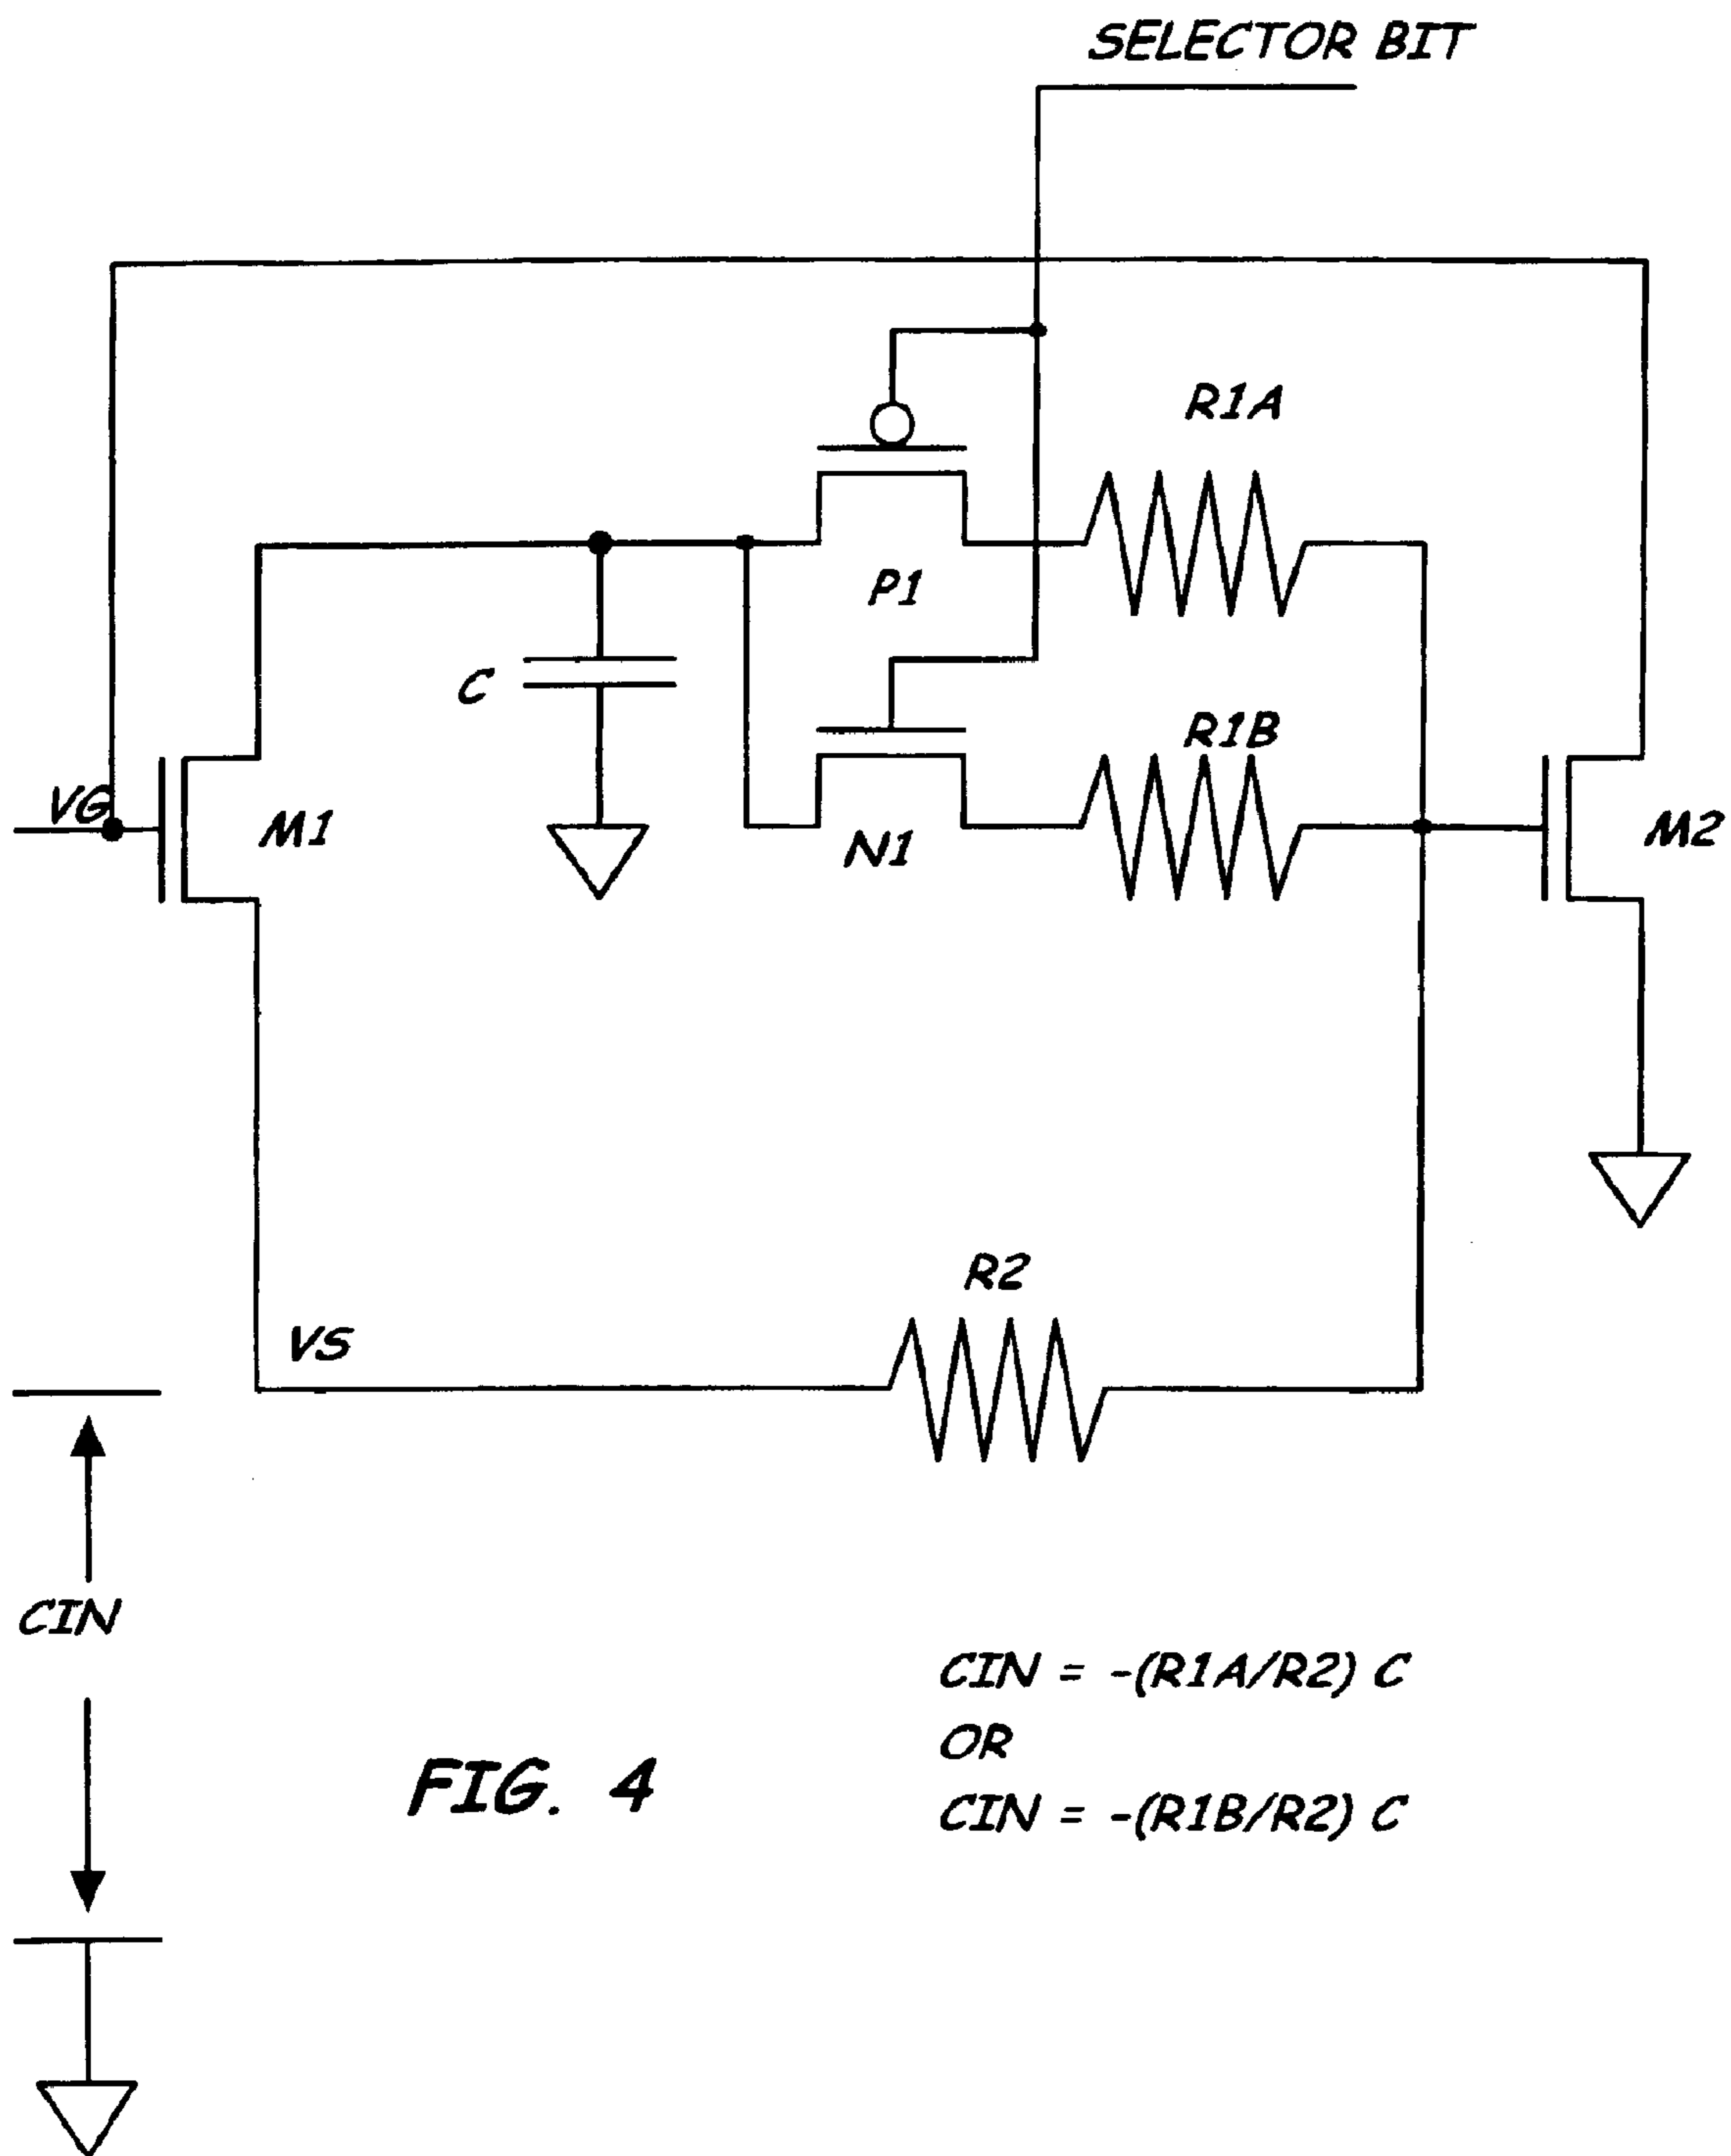 SELECTOR BIT
R1A
P1
C
R1B
VG
M1
N1
M2
R2
VS
CIN
CIN = -(R1A/R2) C
OR
CIN = -(R1B/R2) C
FIG. 4